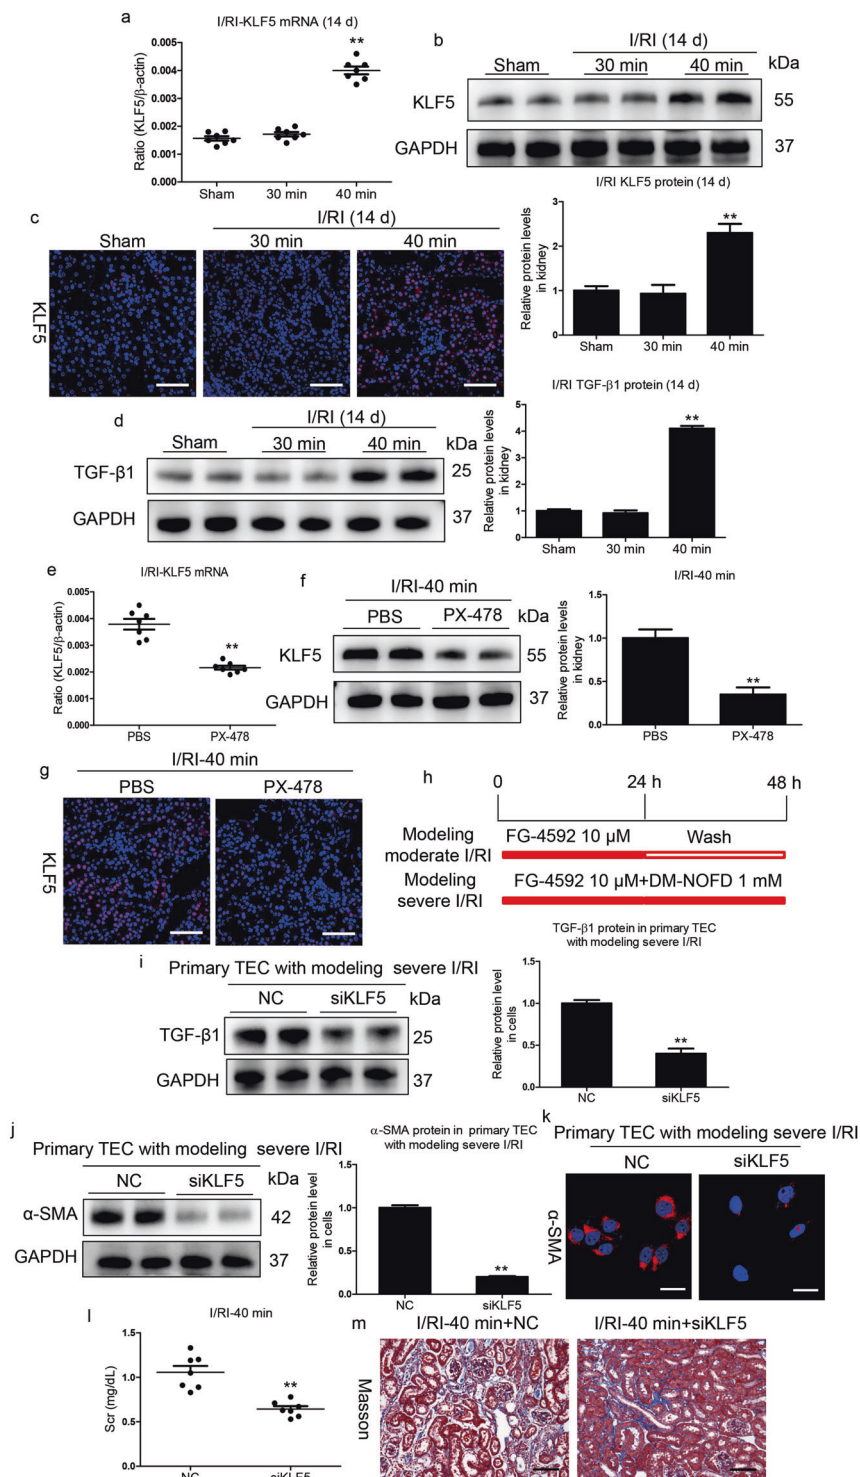 a
I/RI-KLF5 mRNA (14 d)
Ratio (KLF5/β-actin)
0.005
0.004
0.003
0.002
0.001
0.000
**
Sham
30 min
40 min
b
I/RI (14 d)
Sham
30 min
40 min
kDa
KLF5
55
GAPDH
37
I/RI KLF5 protein (14 d)
Relative protein levels
in kidney
3
2
1
0
**
Sham
30 min
40 min
c
I/RI (14 d)
Sham
30 min
40 min
KLF5
d
I/RI (14 d)
Sham
30 min
40 min
kDa
TGF-β1
25
GAPDH
37
I/RI TGF-β1 protein (14 d)
Relative protein levels
in kidney
5
4
3
2
1
0
**
Sham
30 min
40 min
e
I/RI-KLF5 mRNA
Ratio (KLF5/β-actin)
0.005
0.004
0.003
0.002
0.001
0.000
**
PBS
PX-478
f
I/RI-40 min
PBS
PX-478
kDa
KLF5
55
GAPDH
37
I/RI-40 min
Relative protein levels
in kidney
1.5
1.0
0.5
0.0
**
PBS
PX-478
g
I/RI-40 min
PBS
PX-478
KLF5
h
0
24 h
48 h
Modeling
moderate I/RI
FG-4592 10 μM
Wash
Modeling
severe I/RI
FG-4592 10 μM+DM-NOFD 1 mM
i
Primary TEC with modeling severe I/RI
NC
siKLF5
kDa
TGF-β1
25
GAPDH
37
TGF-β1 protein in primary TEC
with modeling severe I/RI
Relative protein level
in cells
1.5
1.0
0.5
0.0
**
NC
siKLF5
j
Primary TEC with modeling severe I/RI
NC
siKLF5
kDa
α-SMA
42
GAPDH
37
α-SMA protein in primary TEC
with modeling severe I/RI
Relative protein level
in cells
1.5
1.0
0.5
0.0
**
NC
siKLF5
k
Primary TEC with modeling severe I/RI
NC
siKLF5
α-SMA
l
I/RI-40 min
Scr (mg/dL)
1.5
1.0
0.5
0.0
**
NC
siKLF5
m
I/RI-40 min+NC
I/RI-40 min+siKLF5
Masson